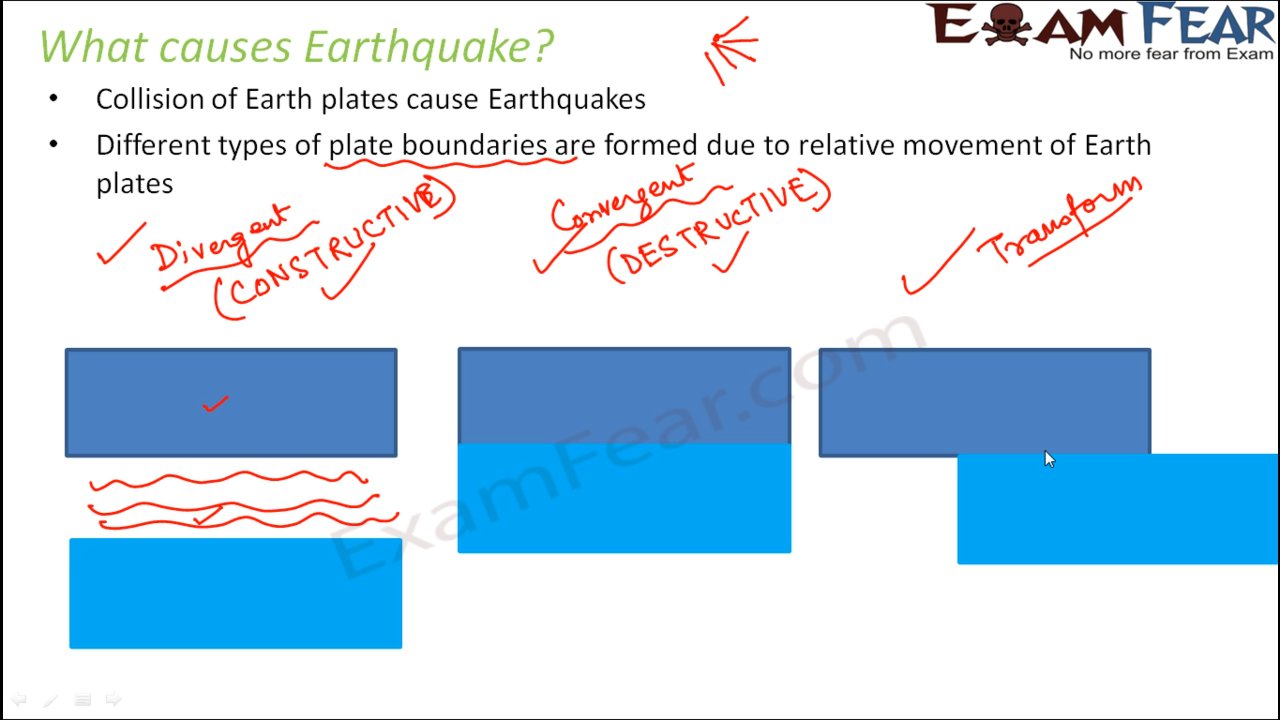 What causes Earthquake?
EXAM FEAR
No more fear from Exam
• Collision of Earth plates cause Earthquakes
• Different types of plate boundaries are formed due to relative movement of Earth
plates
Divergent
(CONSTRUCTIVE)
Convergent
(DESTRUCTIVE)
Transform
ExamFear.com